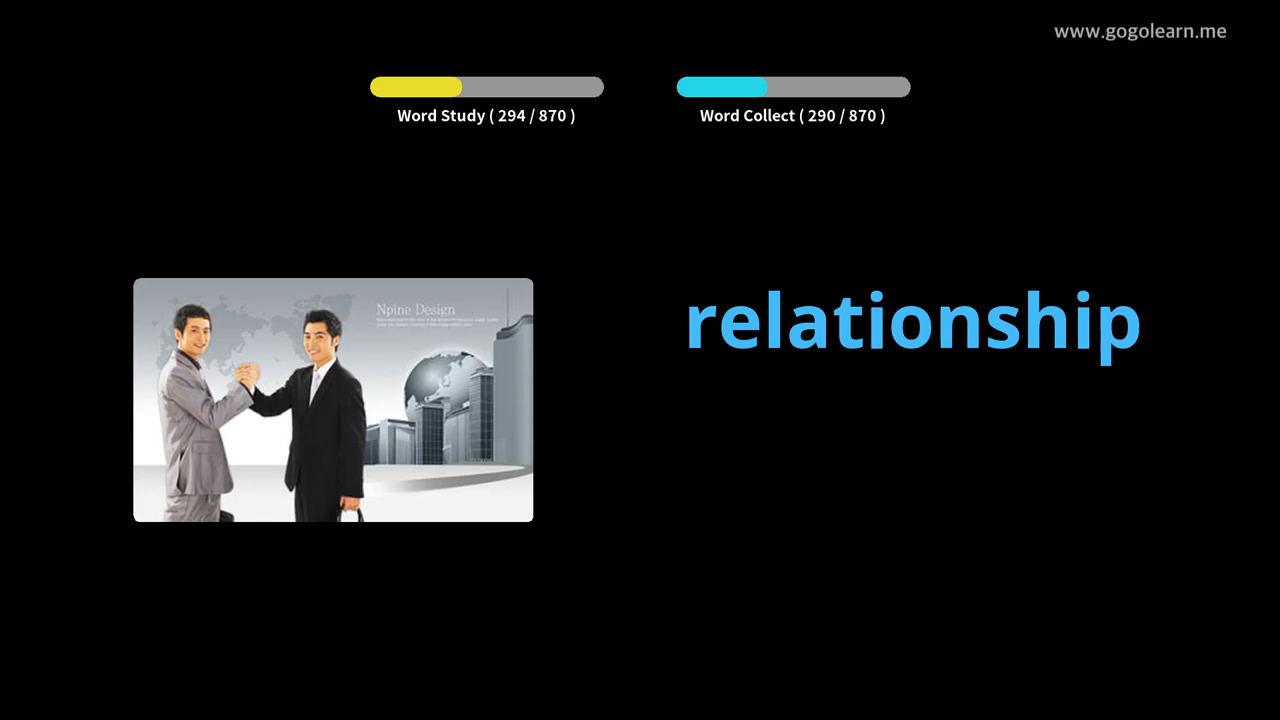 www.gogolearn.me
Word Study ( 294 / 870 )
Word Collect ( 290 / 870 )
Npine Design
relationship